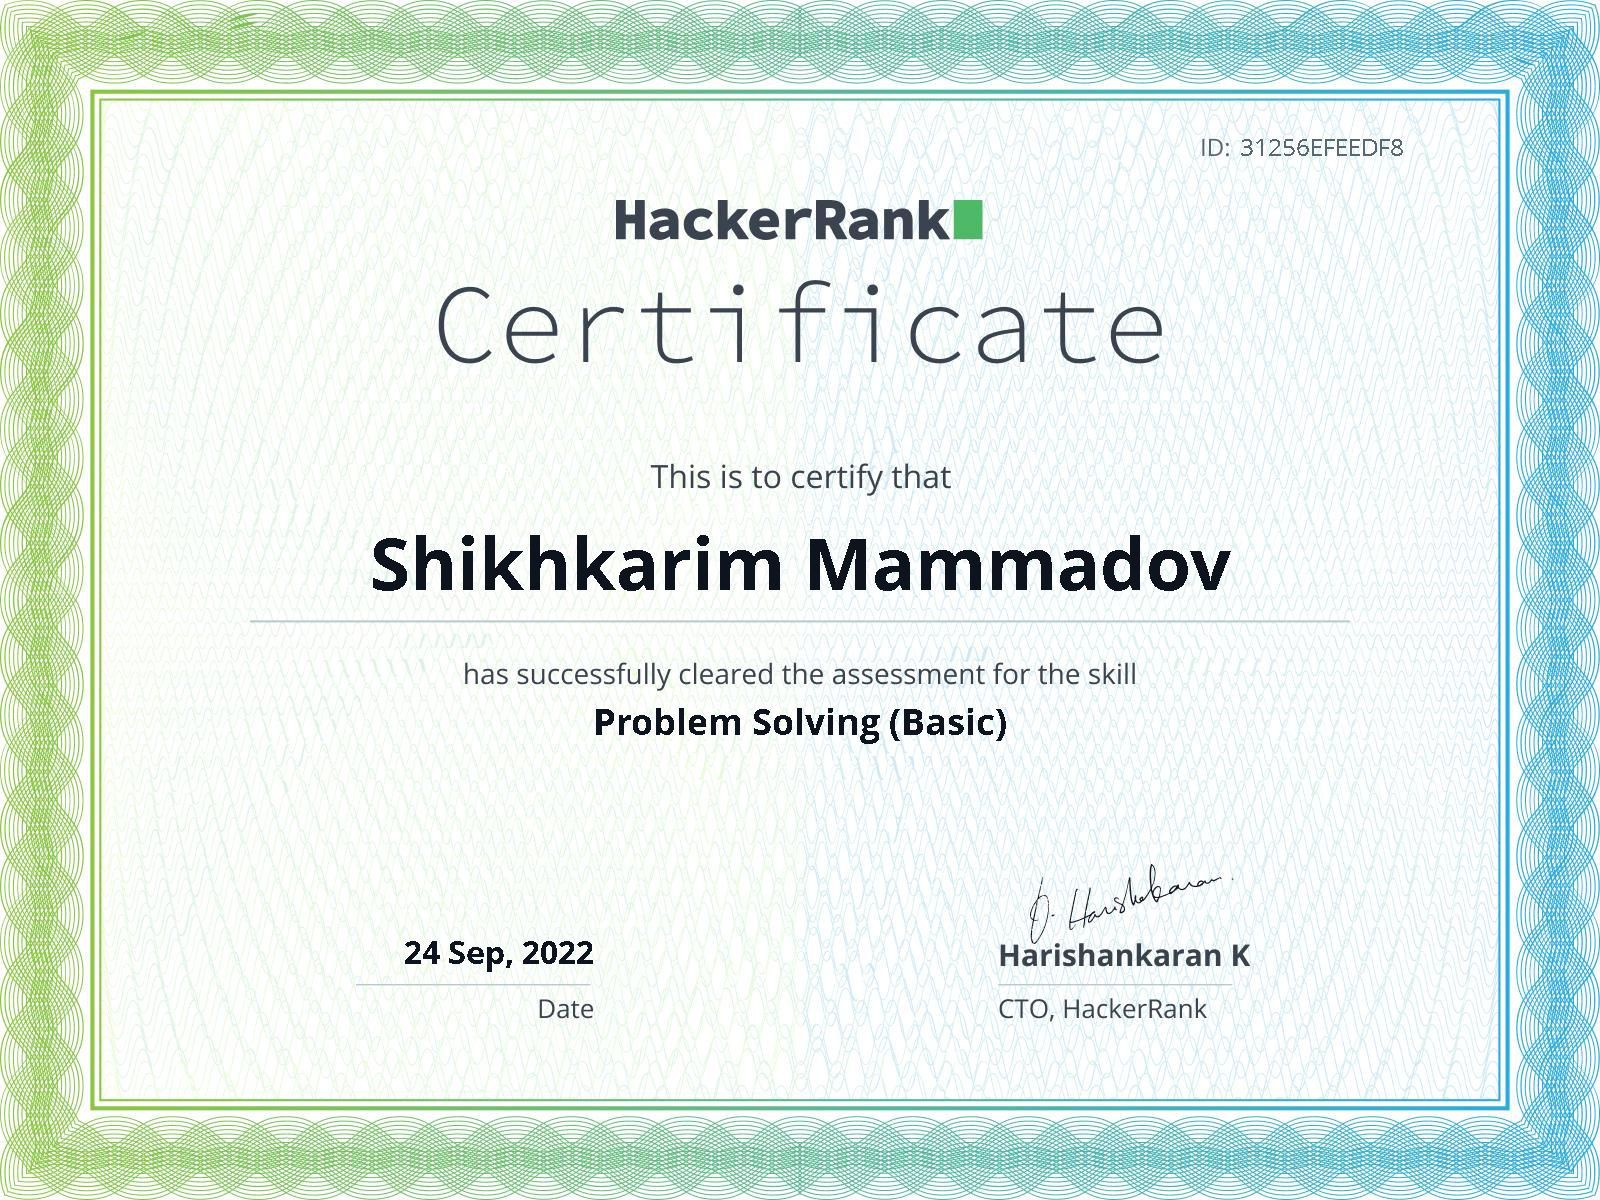 ID: 31256EFEEDF8
HackerRank
Certificate
This is to certify that
Shikhkarim Mammadov
has successfully cleared the assessment for the skill
Problem Solving (Basic)
24 Sep, 2022
Date
Harishankaran K
CTO, HackerRank